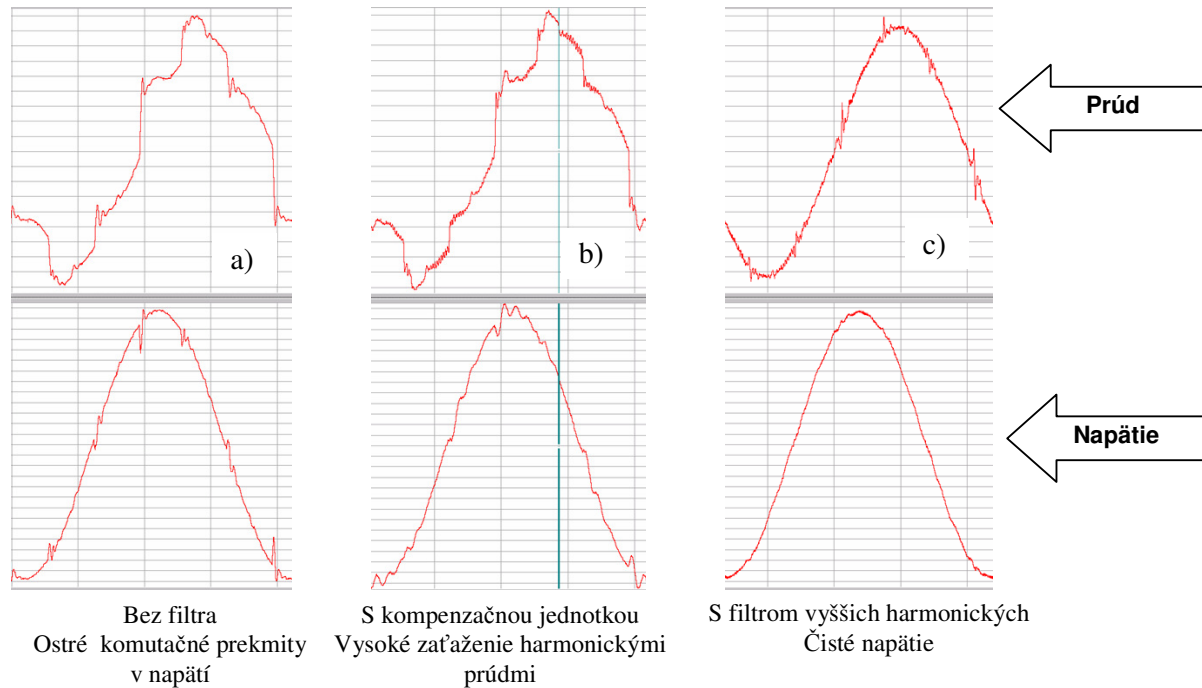 a)
b)
c)
Prúd
Napätie
Bez filtra
Ostré komutačné prekmity
v napätí
S kompenzačnou jednotkou
Vysoké zaťaženie harmonickými
prúdmi
S filtrom vyšších harmonických
Čisté napätie